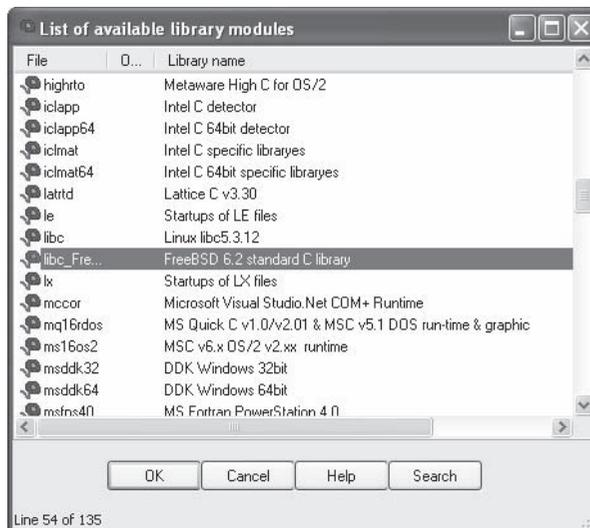 List of available library modules
File O... Library name
highrto Metaware High C for OS/2
iclapp Intel C detector
iclapp64 Intel C 64bit detector
iclmat Intel C specific libraryes
iclmat64 Intel C 64bit specific libraryes
latrtd Lattice C v3.30
le Startups of LE files
libc Linux libc5.3.12
libc_Fre... FreeBSD 6.2 standard C library
lx Startups of LX files
mccor Microsoft Visual Studio.Net COM+ Runtime
mq16rdos MS Quick C v1.0/v2.01 & MSC v5.1 DOS run-time & graphic
ms16os2 MSC v6.x OS/2 v2.xx runtime
msddk32 DDK Windows 32bit
msddk64 DDK Windows 64bit
msfps40 MS Fortran PowerStation 4.0
OK Cancel Help Search
Line 54 of 135